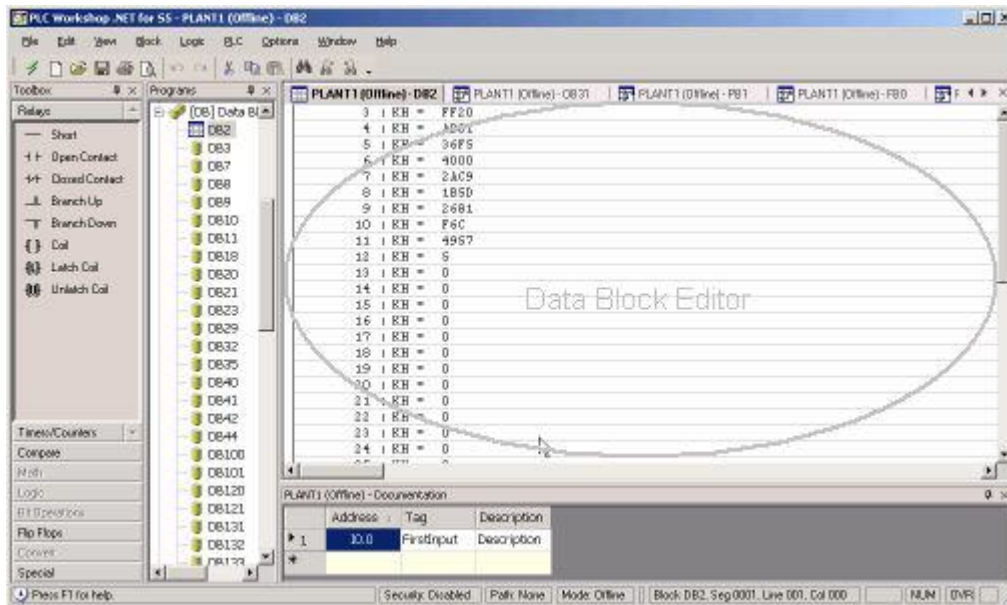 PLC Workshop .NET for S5 - PLANT1 (Offline) - DB2
File Edit View Block Logic PLC Options Window Help
Toolbox
Relays
Short
Open Contact
Closed Contact
Branch Up
Branch Down
Coil
Latch Coil
Unlatch Coil
Timers/Counters
Compare
Math
Logic
Bit Operations
Flip Flops
Convert
Special
Programs
[DB] Data Bl
DB2
DB3
DB7
DB8
DB9
DB10
DB11
DB18
DB20
DB21
DB23
DB29
DB32
DB35
DB40
DB41
DB42
DB44
DB100
DB101
DB120
DB121
DB131
DB132
DB133
PLANT1 (Offline) - DB2 PLANT1 (Offline) - OB31 PLANT1 (Offline) - PB1 PLANT1 (Offline) - FB0 F
3 : KH = FF20
4 : KH =
5 : KH = 36F5
6 : KH = 4000
7 : KH = 2AC9
8 : KH = 1B5D
9 : KH = 2681
10 : KH = F6C
11 : KH = 4957
12 : KH = 5
13 : KH = 0
14 : KH = 0
15 : KH = 0
16 : KH = 0
17 : KH = 0
18 : KH = 0
19 : KH = 0
20 : KH = 0
21 : KH = 0
22 : KH = 0
23 : KH = 0
24 : KH = 0
Data Block Editor
PLANT1 (Offline) - Documentation
Address Tag Description
1 I0.0 FirstInput Description
Press F1 for help. Security: Disabled Path: None Mode: Offline Block: DB2, Seg 0001, Line 001, Col 000 NUM OVR